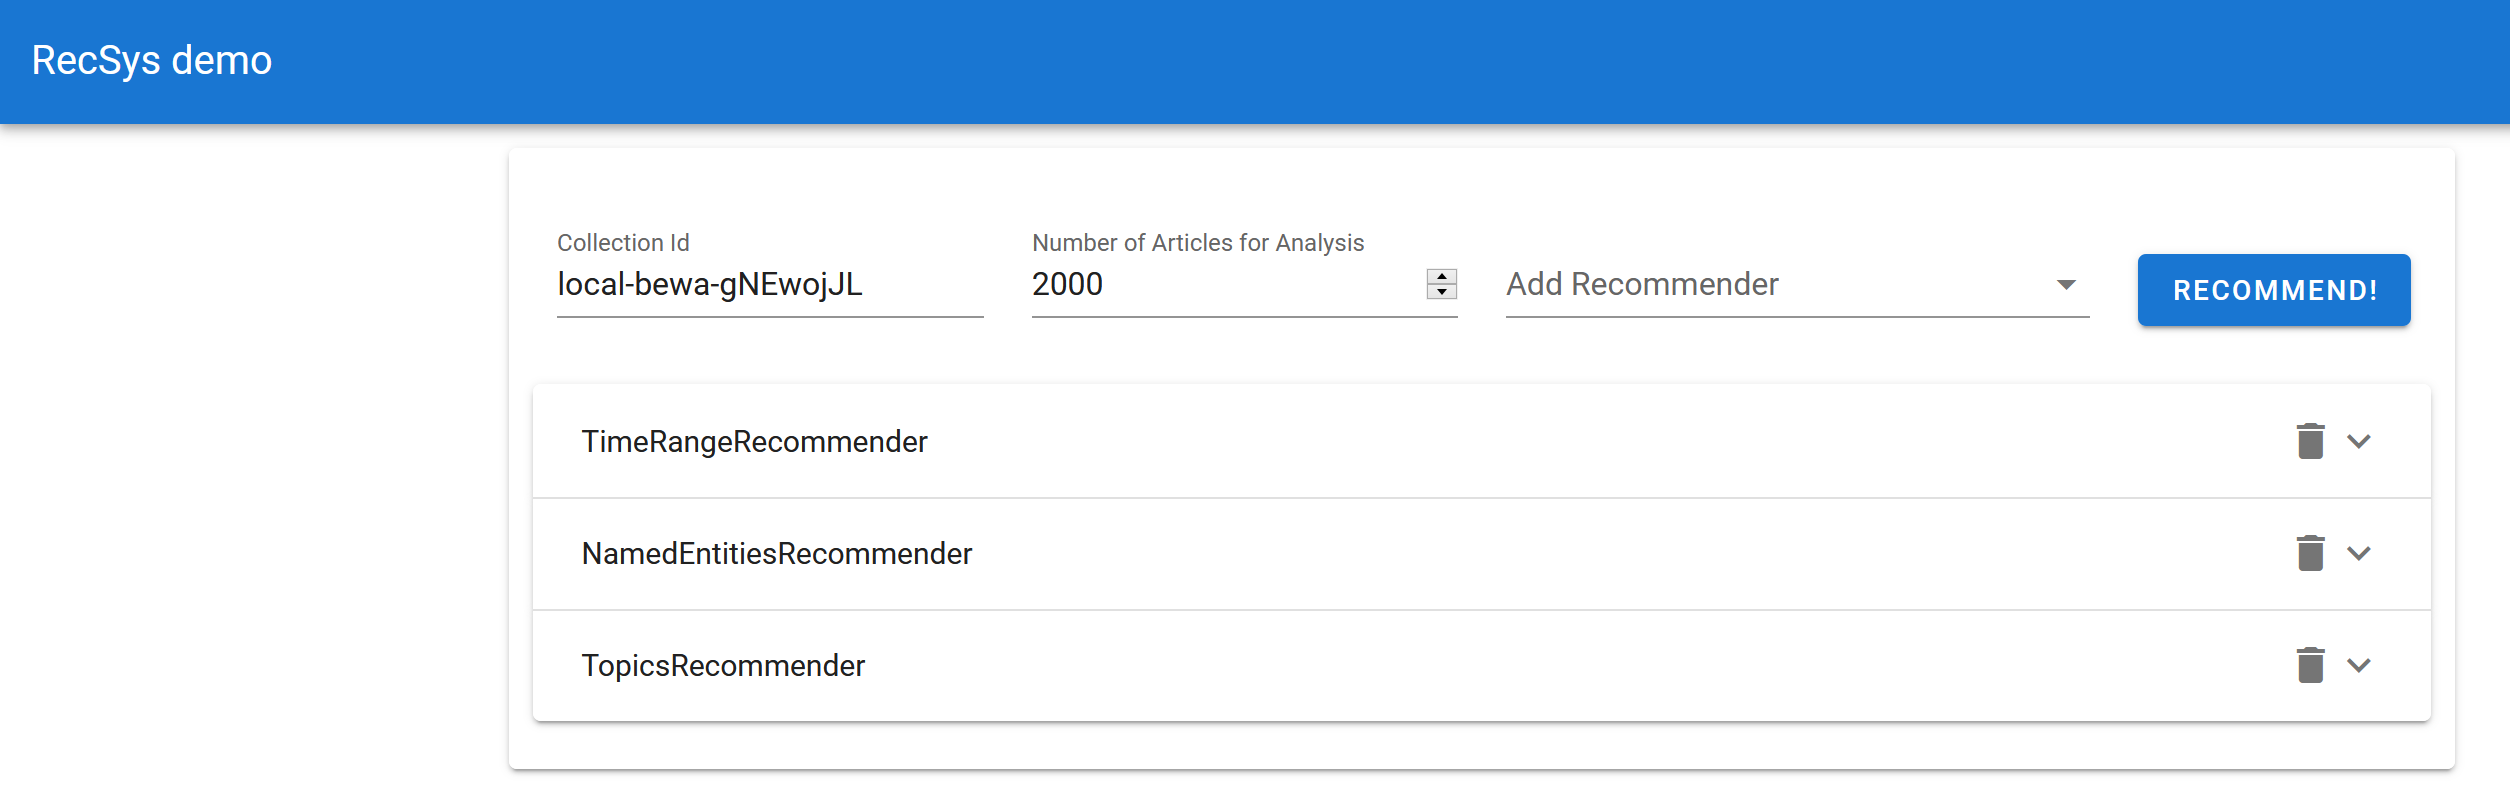 RecSys demo
Collection Id
local-bewa-gNEwojJL
Number of Articles for Analysis
2000
Add Recommender
RECOMMEND!
TimeRangeRecommender
NamedEntitiesRecommender
TopicsRecommender